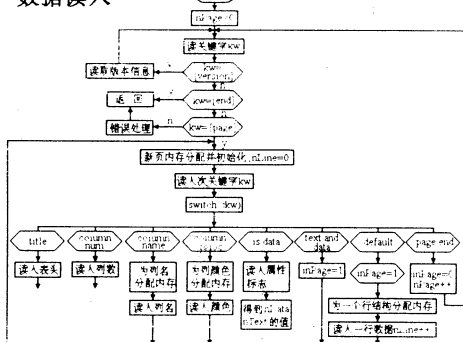 nPage=0
读关键字kw
读取版本信息
kw=
[version]
y
n
返 回
kw=[end]
y
n
错误处理
kw=[page]
n
y
新页内存分配并初始化,nLine=0
读入次关键字kw
switch(kw)
title
column
num
column
name
column
is data
text and
data
default
page end
读入表头
读入列数
为列名
分配内存
为列颜色
分配内存
读入属性
标志
inPage=1
inPage=1
nPage++
读入列名
读入颜色
得到nData
nText的值
为一个行结构分配内存
读入一行数据nLine++